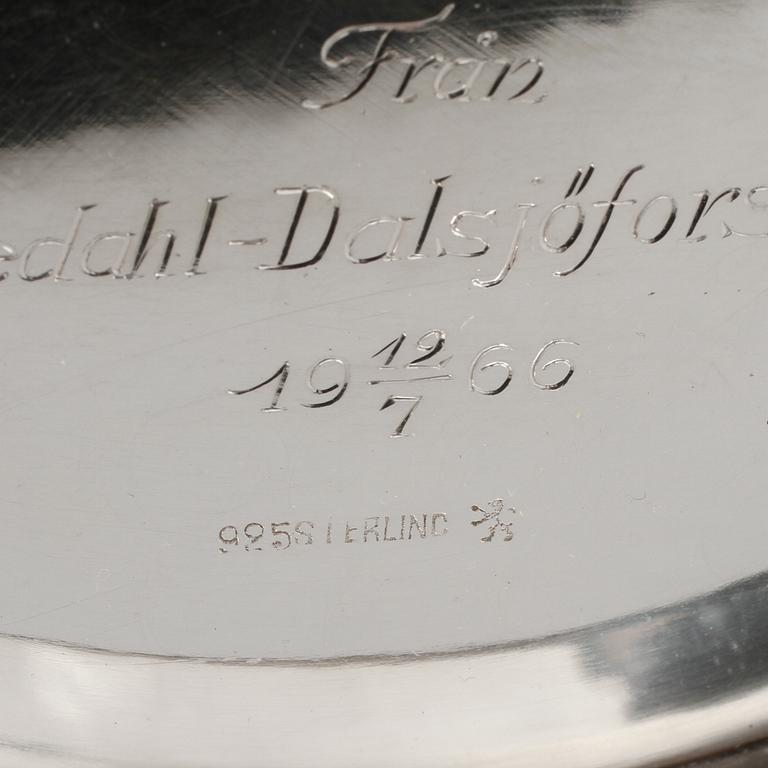 Från
edahl-Dalsjöfors
19 12/7 66
925STERLING